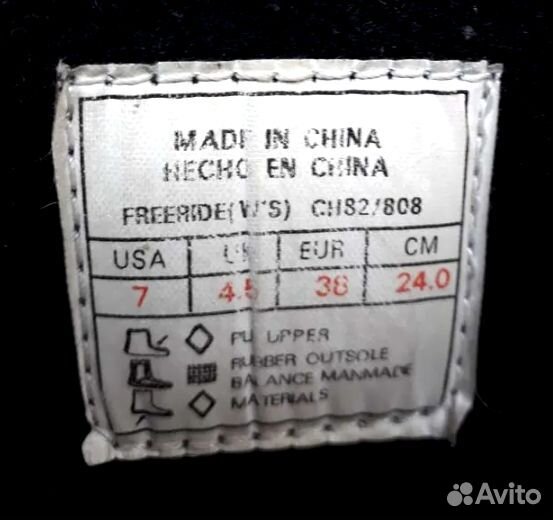 MADE IN CHINA
HECHO EN CHINA
FREERIDE(W'S) CH82/808
USA UK EUR CM
7 4.5 38 24.0
PU UPPER
RUBBER OUTSOLE
BALANCE MANMADE
MATERIALS
Avito